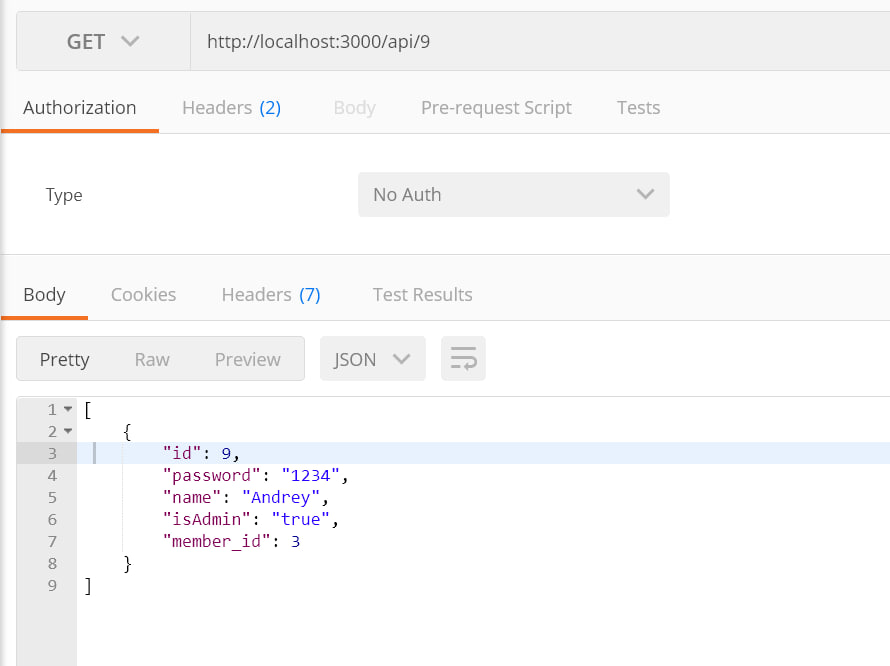 GET http://localhost:3000/api/9
Authorization Headers (2) Body Pre-request Script Tests
Type No Auth
Body Cookies Headers (7) Test Results
Pretty Raw Preview JSON
1 [
2 {
3 "id": 9,
4 "password": "1234",
5 "name": "Andrey",
6 "isAdmin": "true",
7 "member_id": 3
8 }
9 ]